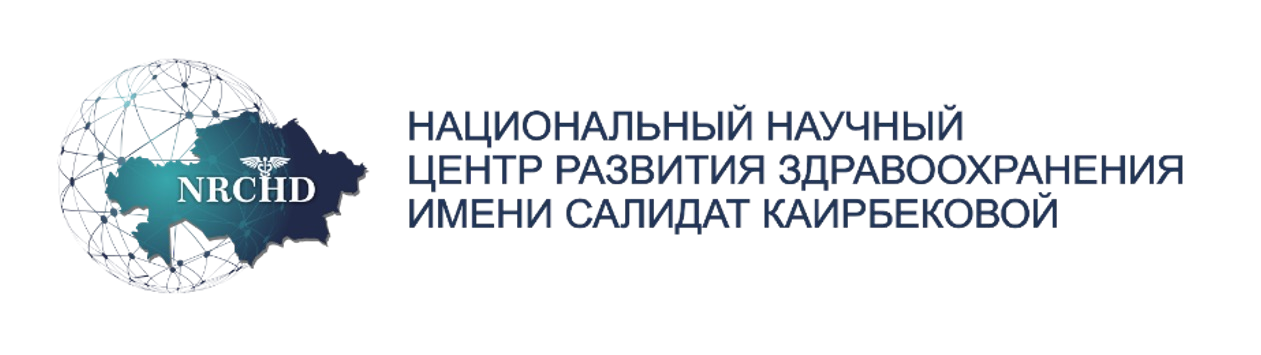 NRCHD
НАЦИОНАЛЬНЫЙ НАУЧНЫЙ
ЦЕНТР РАЗВИТИЯ ЗДРАВООХРАНЕНИЯ
ИМЕНИ САЛИДАТ КАИРБЕКОВОЙ